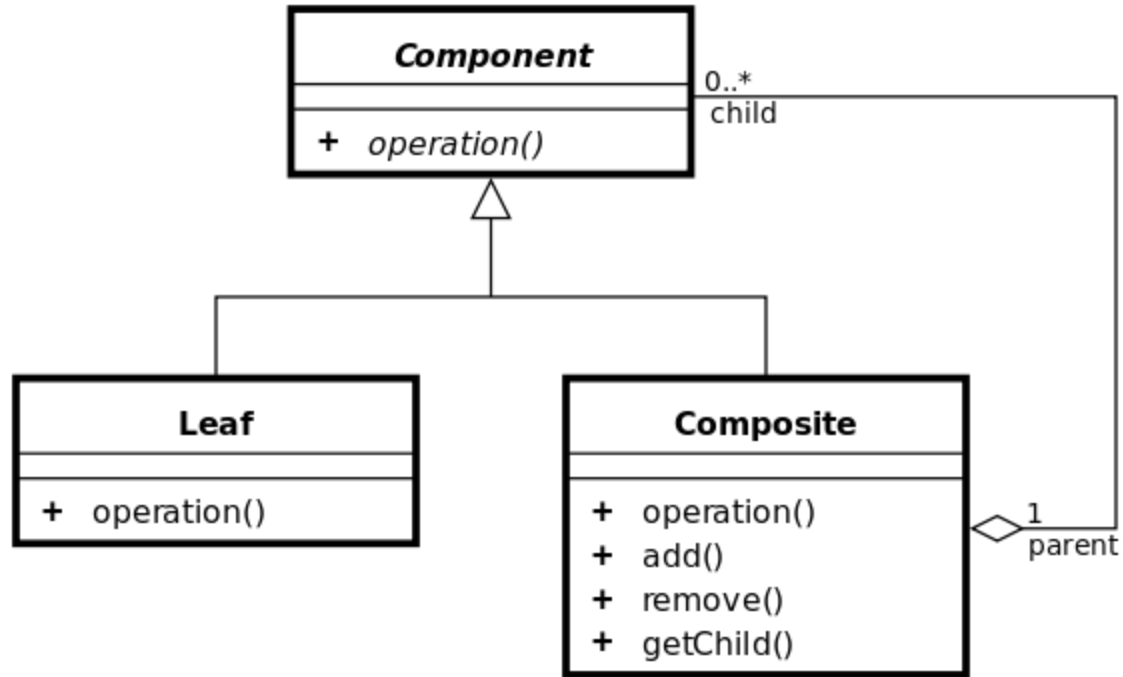 Component
0..*
child
+ operation()
Leaf
+ operation()
Composite
+ operation()
+ add()
+ remove()
+ getChild()
1
parent